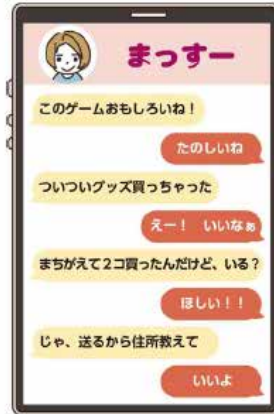 まっすー
このゲームおもしろいね！
たのしいね
ついついグッズ買っちゃった
えー！　いいなぁ
まちがえて2コ買ったんだけど、いる？
ほしい！！
じゃ、送るから住所教えて
いいよ